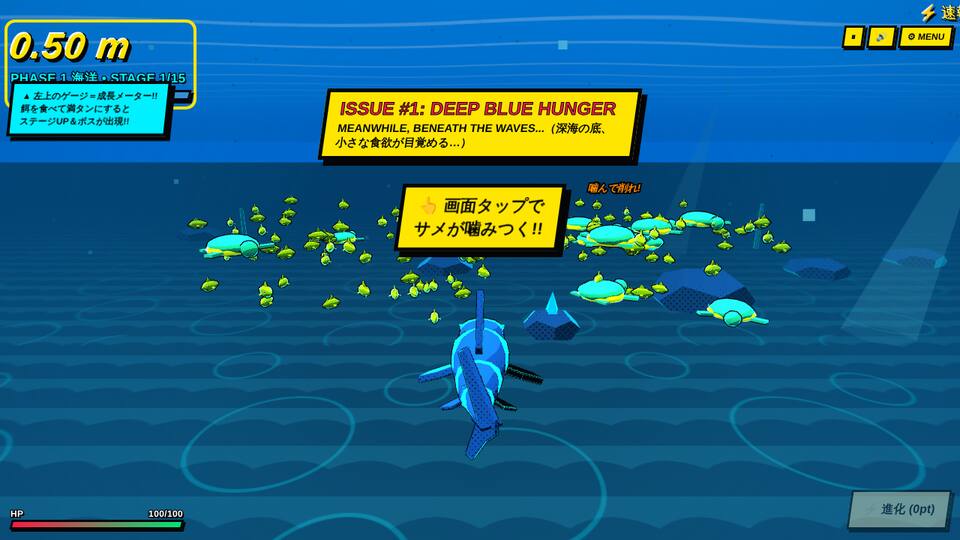 ⚡ 速
0.50 m
PHASE 1 海洋 • STAGE 1/15
⚙ MENU
▲ 左上のゲージ＝成長メーター!!
餌を食べて満タンにすると
ステージUP＆ボスが出現!!
ISSUE #1: DEEP BLUE HUNGER
MEANWHILE, BENEATH THE WAVES...（深海の底、
小さな食欲が目覚める…）
噛んで削れ!
👆 画面タップで
サメが噛みつく!!
HP 100/100
⚡ 進化 (0pt)